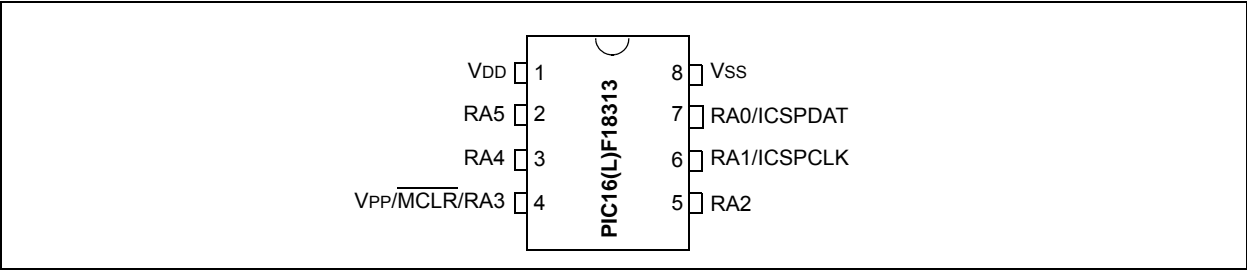 VDD 1 8 VSS
RA5 2 7 RA0/ICSPDAT
RA4 3 6 RA1/ICSPCLK
VPP/MCLR/RA3 4 5 RA2
PIC16(L)F18313